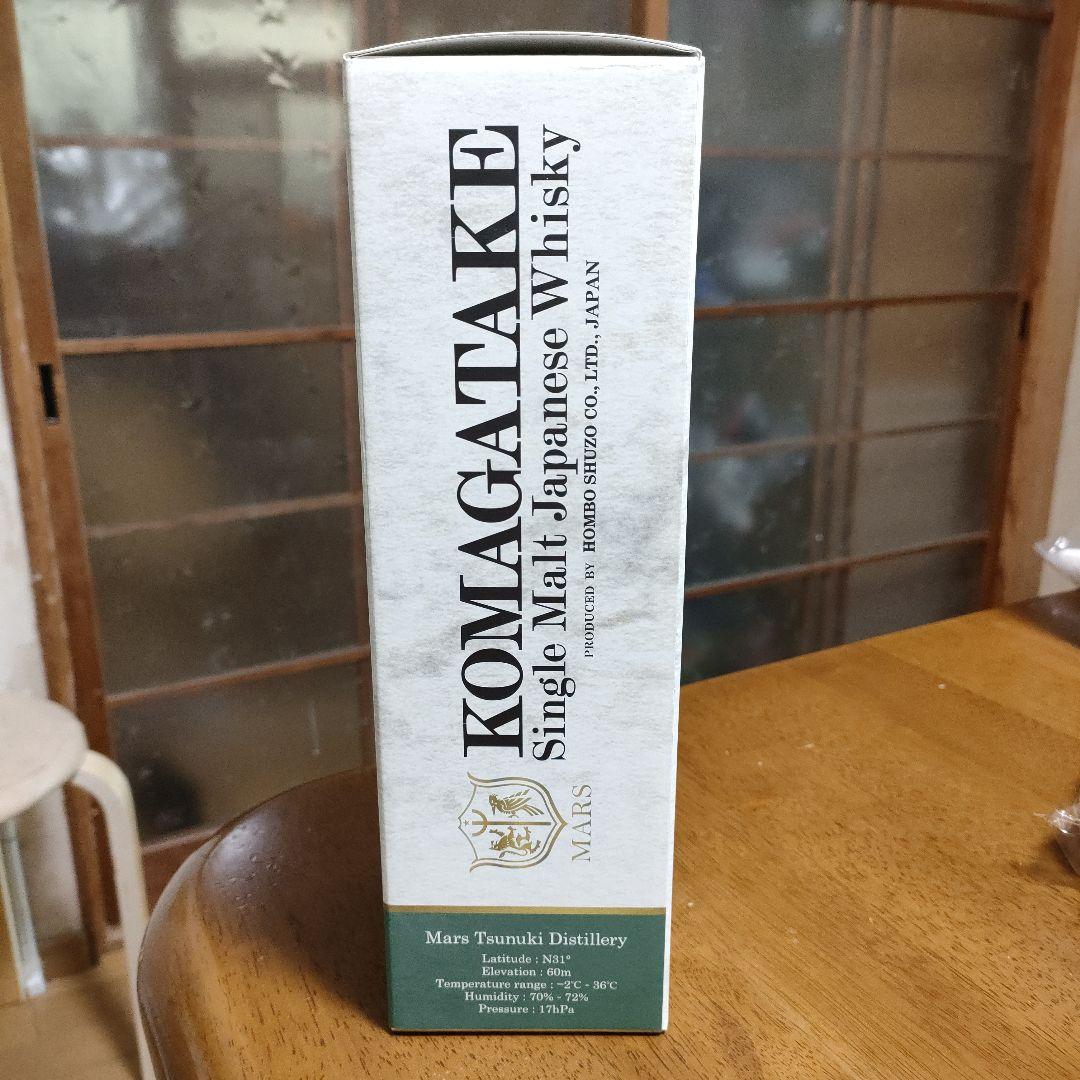 KOMAGATAKE
Single Malt Japanese Whisky
PRODUCED BY HOMBO SHUZO CO., LTD., JAPAN
MARS
Mars Tsunuki Distillery
Latitude : N31°
Elevation : 60m
Temperature range : -2℃ - 36℃
Humidity : 70% - 72%
Pressure : 17hPa